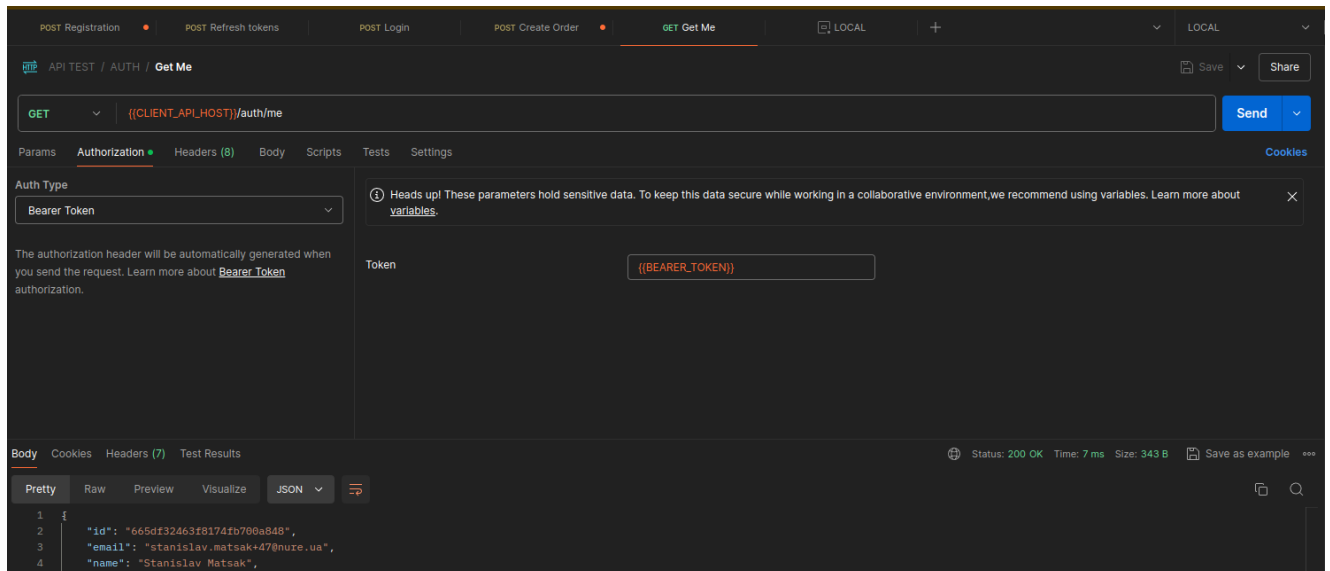 POST Registration POST Refresh tokens POST Login POST Create Order GET Get Me LOCAL LOCAL
HTTP API TEST / AUTH / Get Me Save Share
GET {{CLIENT_API_HOST}}/auth/me Send
Params Authorization Headers (8) Body Scripts Tests Settings Cookies
Auth Type
Bearer Token
The authorization header will be automatically generated when
you send the request. Learn more about Bearer Token
authorization.
Heads up! These parameters hold sensitive data. To keep this data secure while working in a collaborative environment,we recommend using variables. Learn more about
variables.
Token {{BEARER_TOKEN}}
Body Cookies Headers (7) Test Results Status: 200 OK Time: 7 ms Size: 343 B Save as example
Pretty Raw Preview Visualize JSON
1 {
2 "id": "665df32463f8174fb700a848",
3 "email": "stanislav.matsak+47@nure.ua",
4 "name": "Stanislav Matsak",